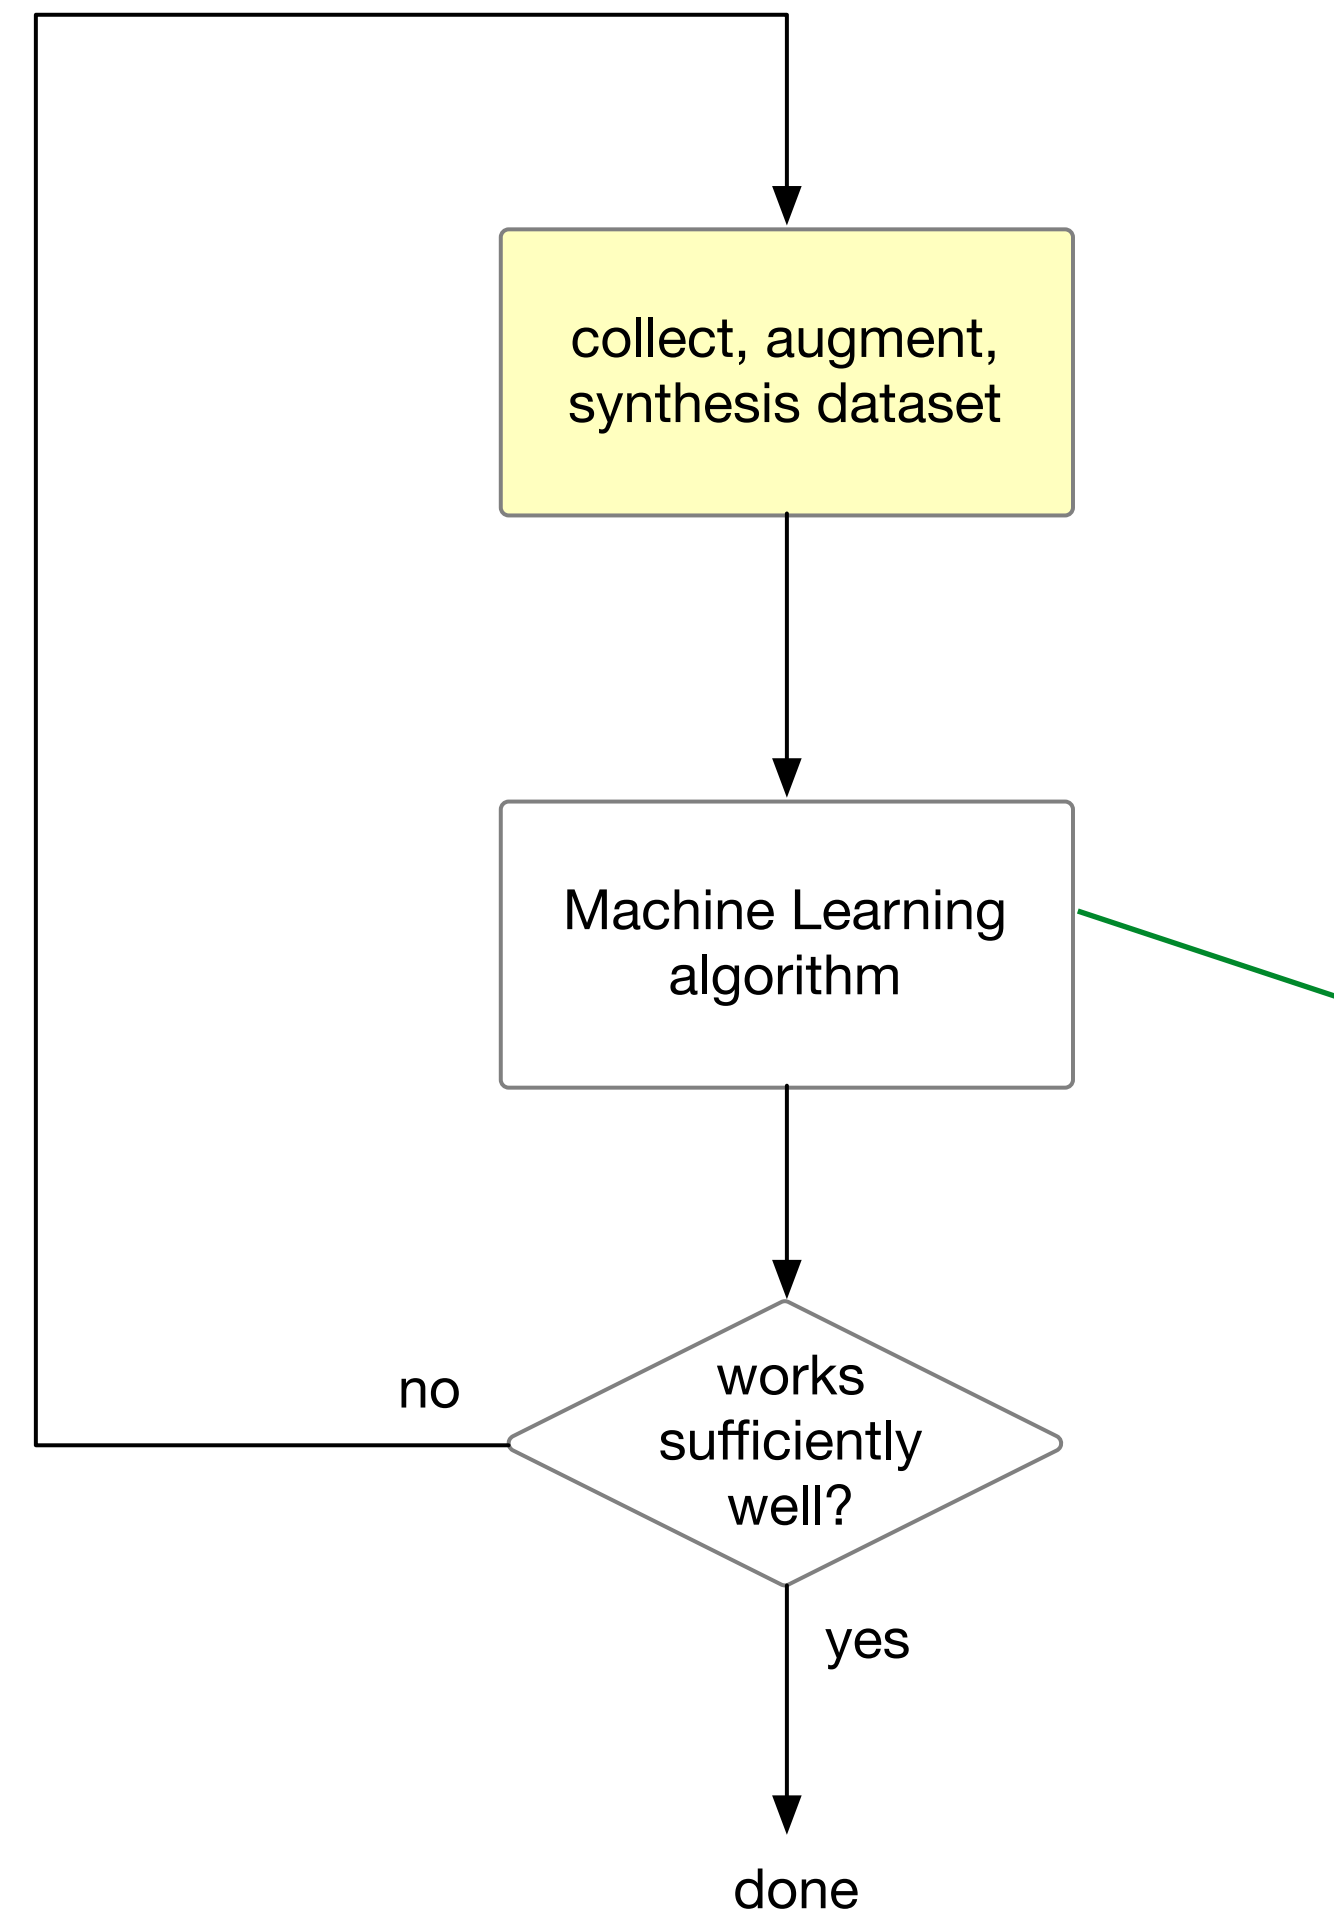 collect, augment,
synthesis dataset
Machine Learning
algorithm
no
works
sufficiently
well?
yes
done